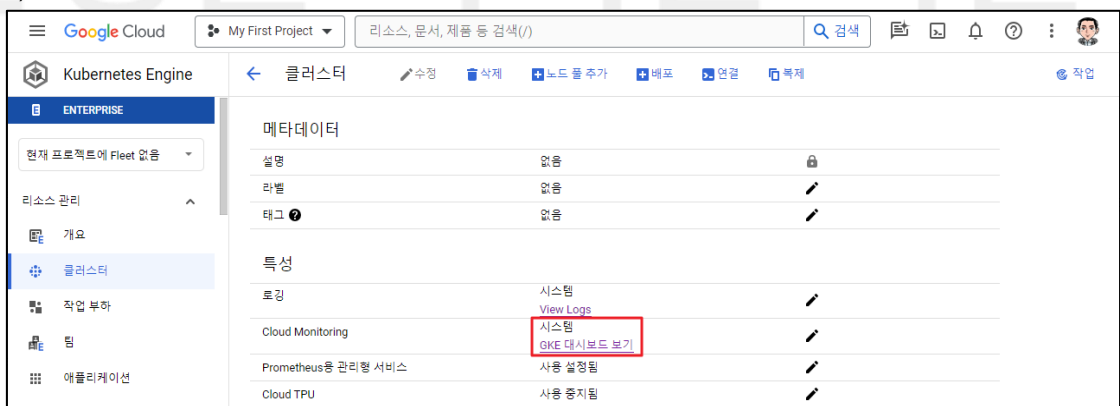 Google Cloud
My First Project
리소스, 문서, 제품 등 검색(/)
검색
Kubernetes Engine
클러스터
수정
삭제
노드 풀 추가
배포
연결
복제
작업
ENTERPRISE
현재 프로젝트에 Fleet 없음
리소스 관리
개요
클러스터
작업 부하
팀
애플리케이션
메타데이터
설명 없음
라벨 없음
태그 없음
특성
로깅 시스템
View Logs
Cloud Monitoring 시스템
GKE 대시보드 보기
Prometheus용 관리형 서비스 사용 설정됨
Cloud TPU 사용 중지됨